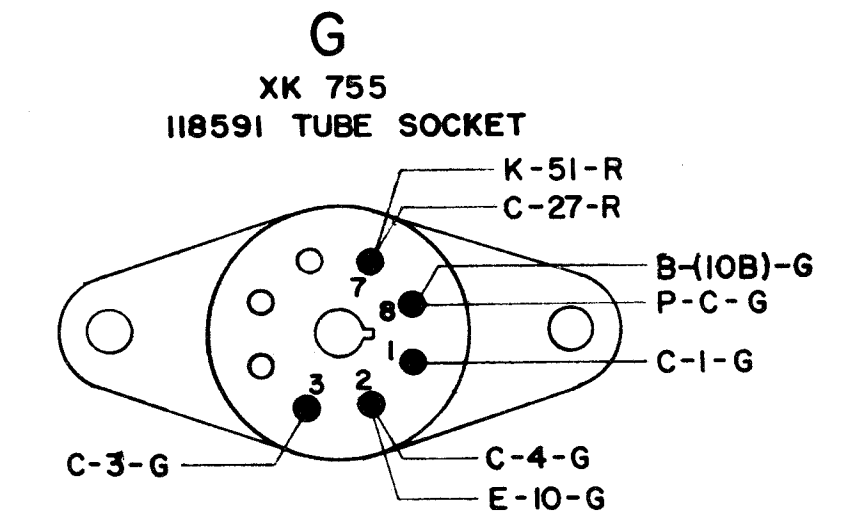 G
XK 755
118591 TUBE SOCKET
K-51-R
C-27-R
7
B-(10B)-G
8
P-C-G
1
C-1-G
3 2
C-3-G
C-4-G
E-10-G